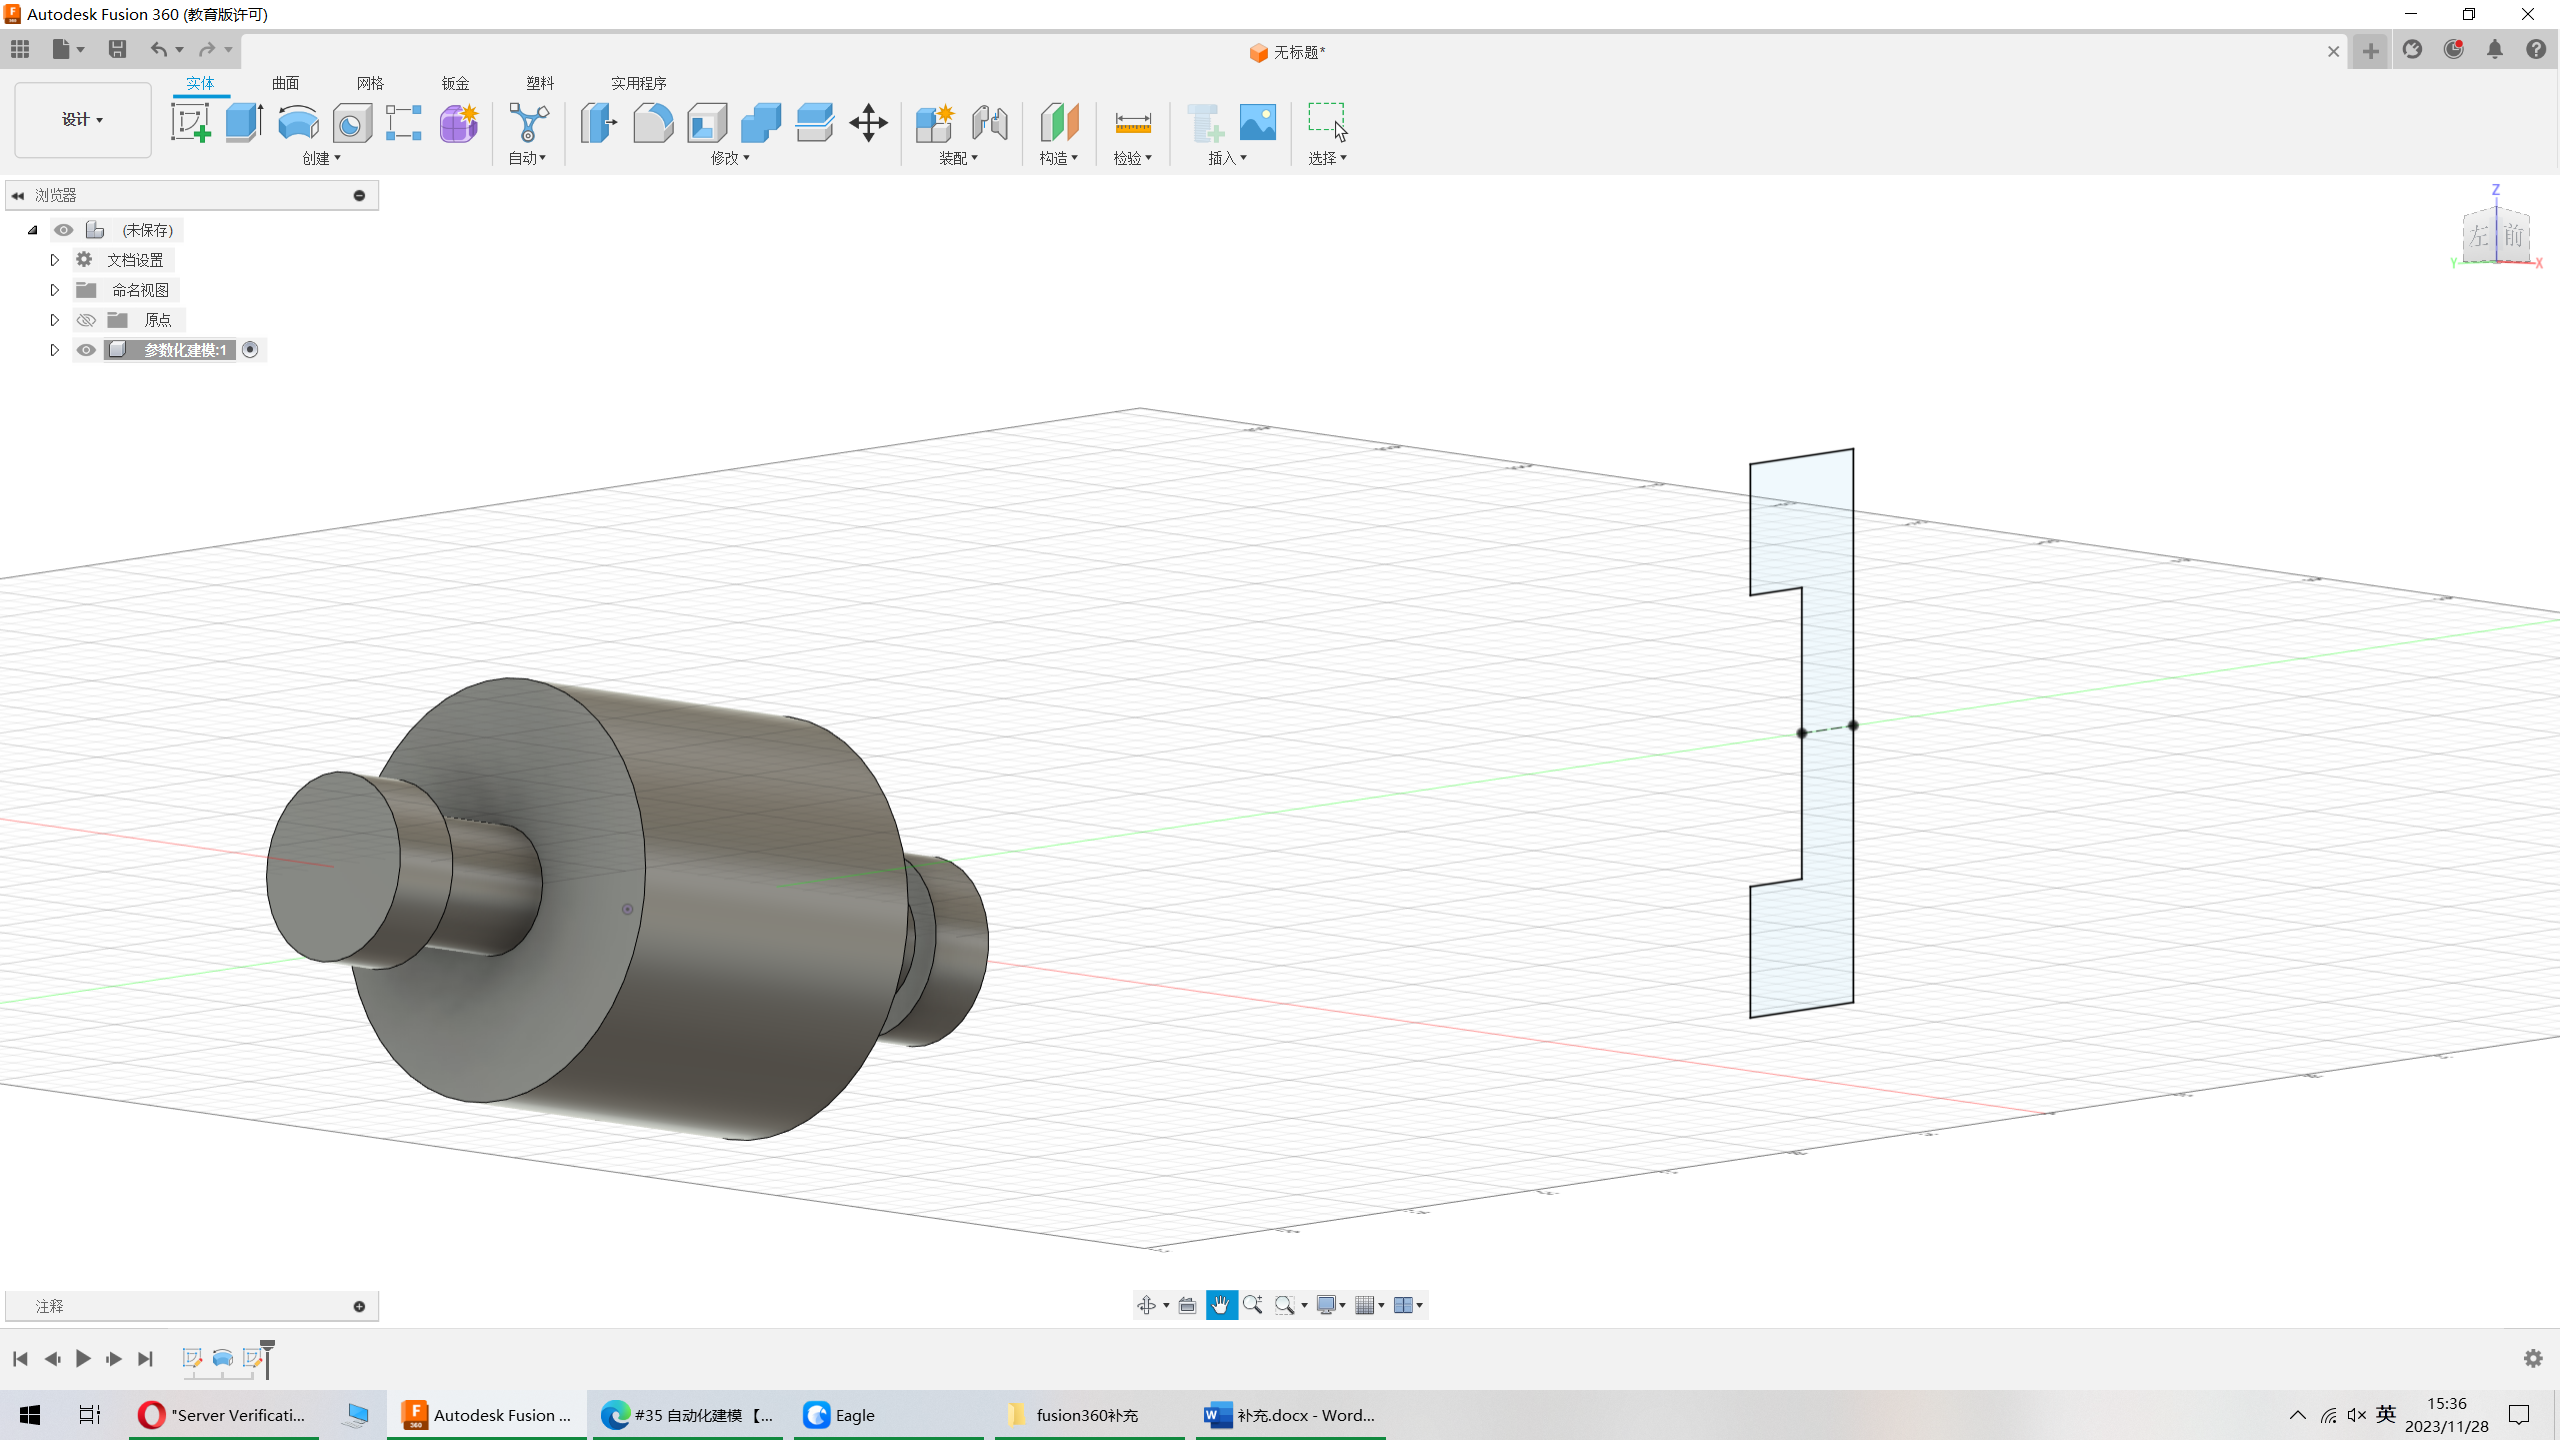 Autodesk Fusion 360 (教育版许可)
无标题*
实体 曲面 网格 钣金 塑料 实用程序
设计
创建 自动 修改 装配 构造 检验 插入 选择
浏览器
(未保存)
文档设置
命名视图
原点
参数化建模:1
Z
左 前
Y X
注释
"Server Verificati... Autodesk Fusion ... #35 自动化建模【... Eagle fusion360补充 补充.docx - Word... 英 15:36
2023/11/28